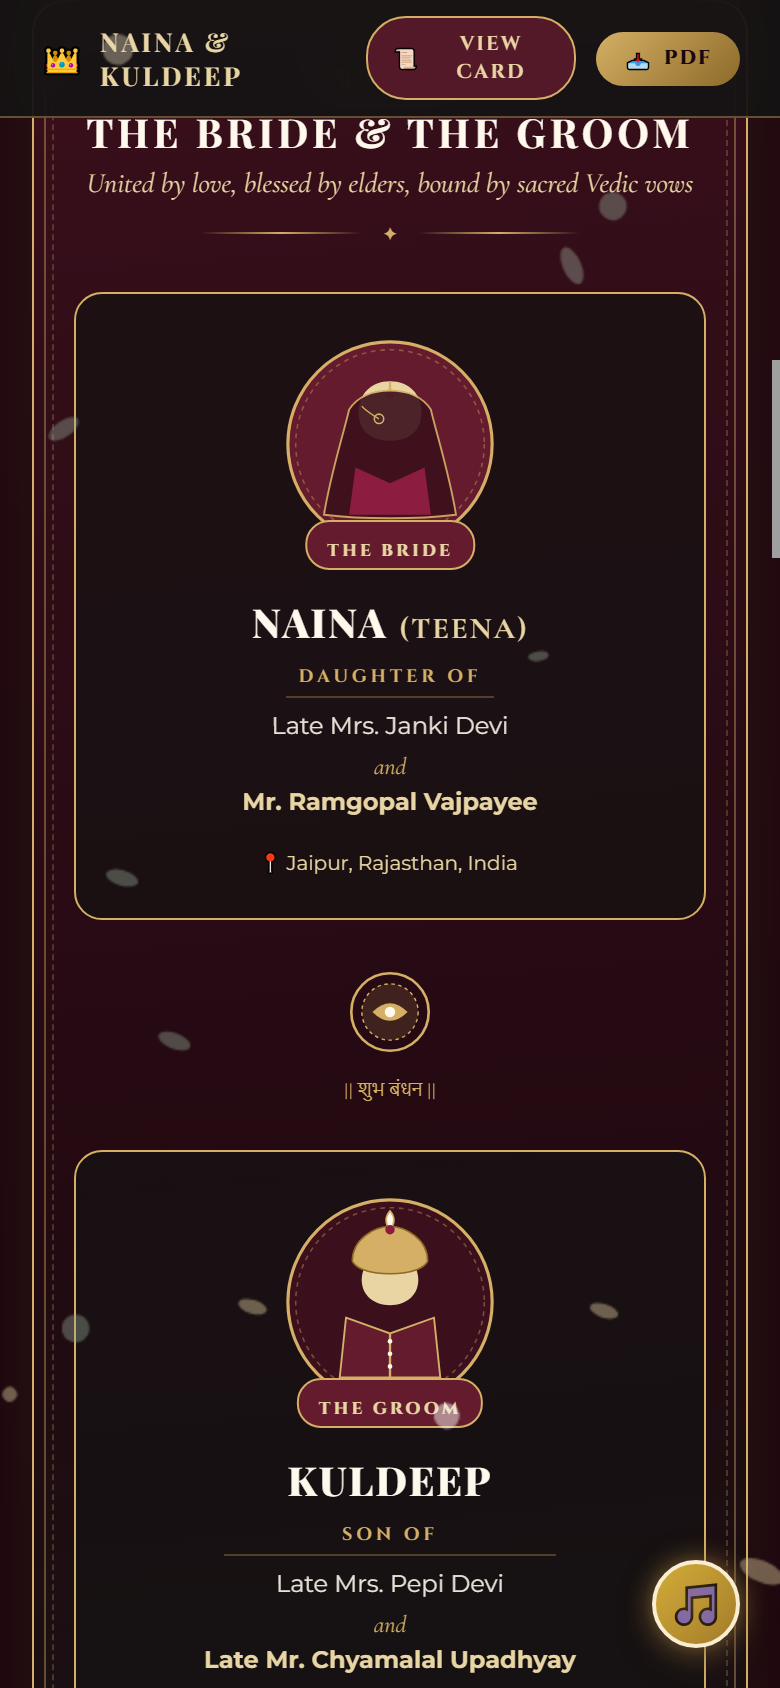 NAINA &
KULDEEP
VIEW
CARD
PDF
THE BRIDE & THE GROOM
United by love, blessed by elders, bound by sacred Vedic vows
THE BRIDE
NAINA (TEENA)
DAUGHTER OF
Late Mrs. Janki Devi
and
Mr. Ramgopal Vajpayee
Jaipur, Rajasthan, India
|| शुभ बंधन ||
THE GROOM
KULDEEP
SON OF
Late Mrs. Pepi Devi
and
Late Mr. Chyamalal Upadhyay